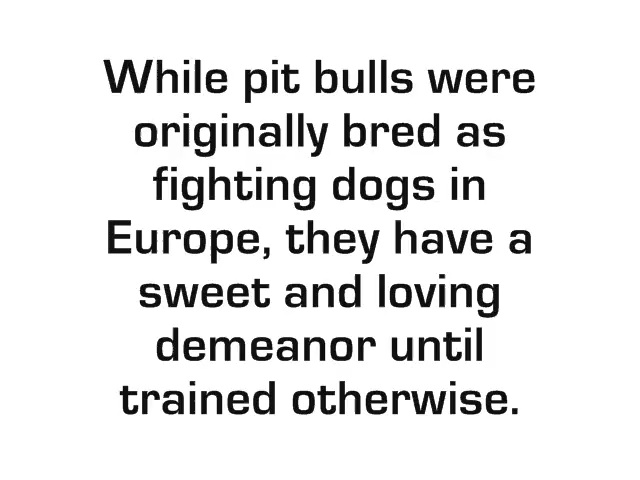 While pit bulls were
originally bred as
fighting dogs in
Europe, they have a
sweet and loving
demeanor until
trained otherwise.